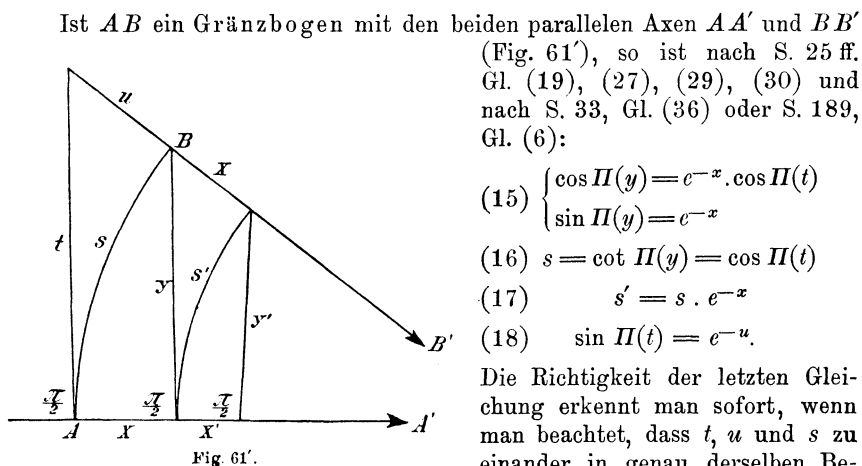 Ist AB ein Gränzbogen mit den beiden parallelen Axen AA′ und BB′
(Fig. 61′), so ist nach S. 25 ff.
Gl. (19), (27), (29), (30) und
nach S. 33, Gl. (36) oder S. 189,
Gl. (6):
(15) { cos Π(y) = e^{-x} . cos Π(t)
sin Π(y) = e^{-x}
(16) s = cot Π(y) = cos Π(t)
(17) s′ = s . e^{-x}
(18) sin Π(t) = e^{-u}.
Die Richtigkeit der letzten Glei-
chung erkennt man sofort, wenn
man beachtet, dass t, u und s zu
einander in genau derselben Be-
u
B
X
t
s
y
s′
y′
B′
π/2
π/2
π/2
A
X
X′
A′
Fig. 61′.